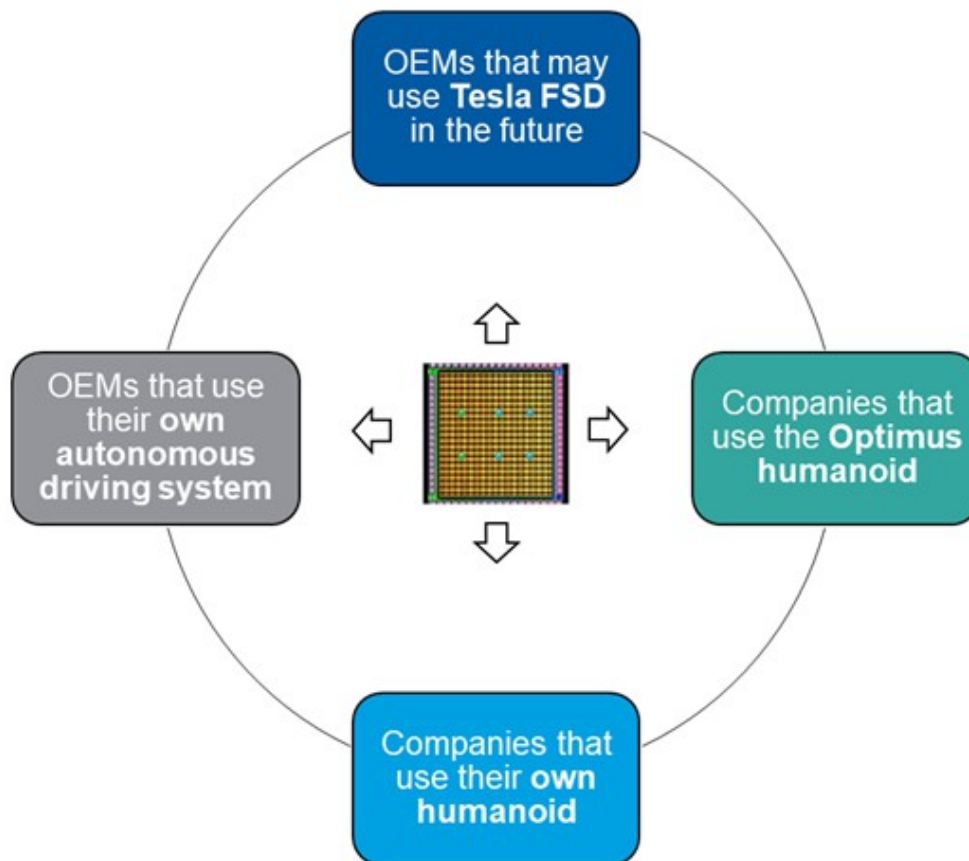 OEMs that may
use Tesla FSD
in the future
OEMs that use
their own
autonomous
driving system
Companies that
use the Optimus
humanoid
Companies that
use their own
humanoid